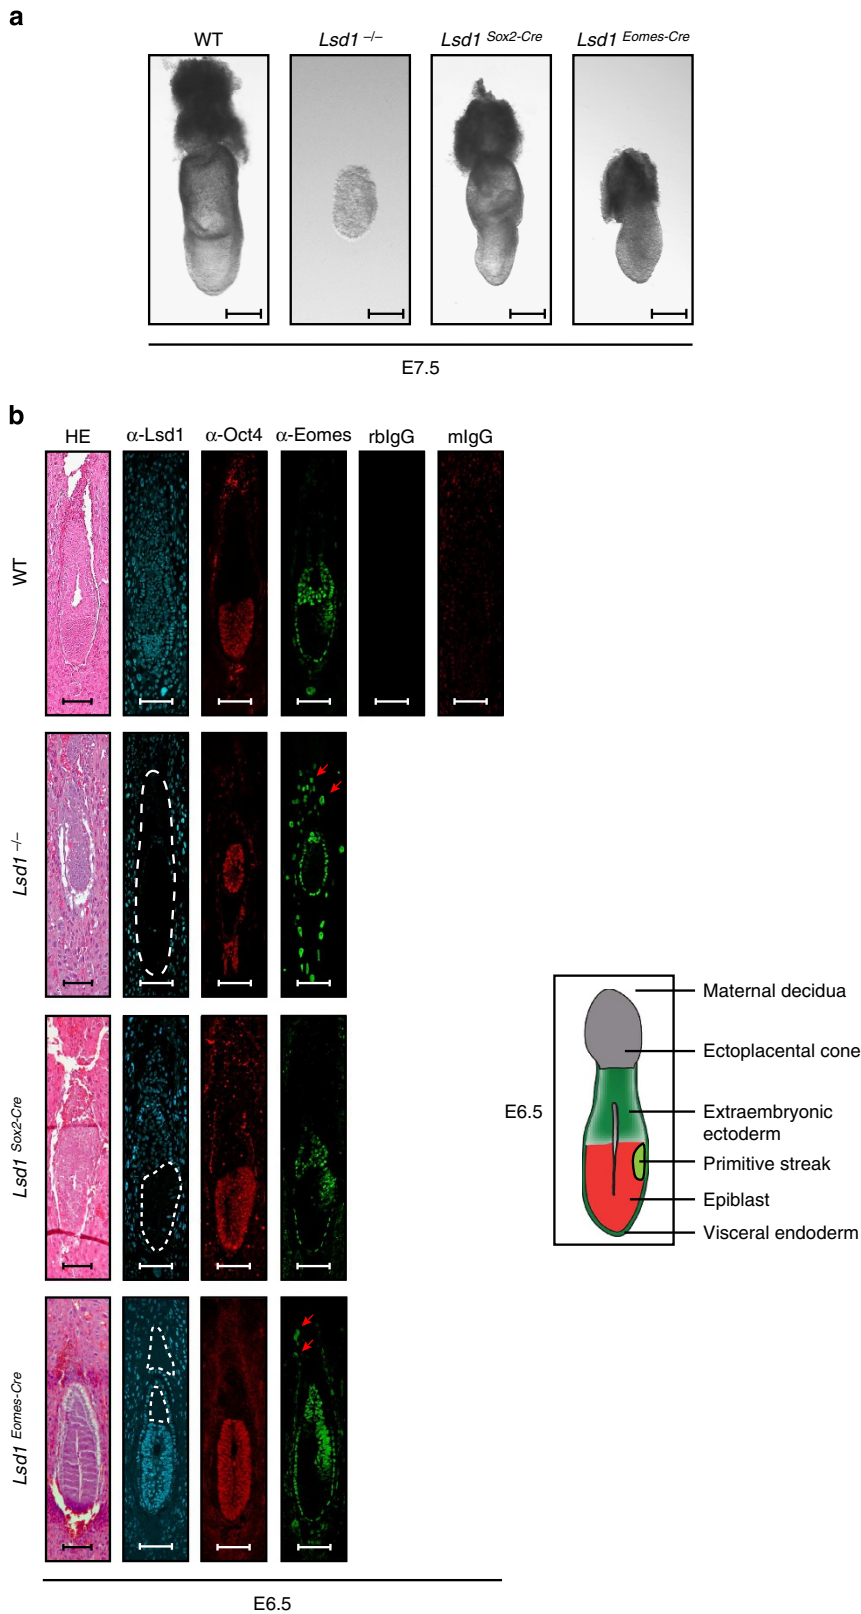 a
WT
Lsd1 –/–
Lsd1 Sox2-Cre
Lsd1 Eomes-Cre
E7.5
b
HE
α-Lsd1
α-Oct4
α-Eomes
rbIgG
mIgG
WT
Lsd1 –/–
Lsd1 Sox2-Cre
Lsd1 Eomes-Cre
E6.5
E6.5
Maternal decidua
Ectoplacental cone
Extraembryonic
ectoderm
Primitive streak
Epiblast
Visceral endoderm